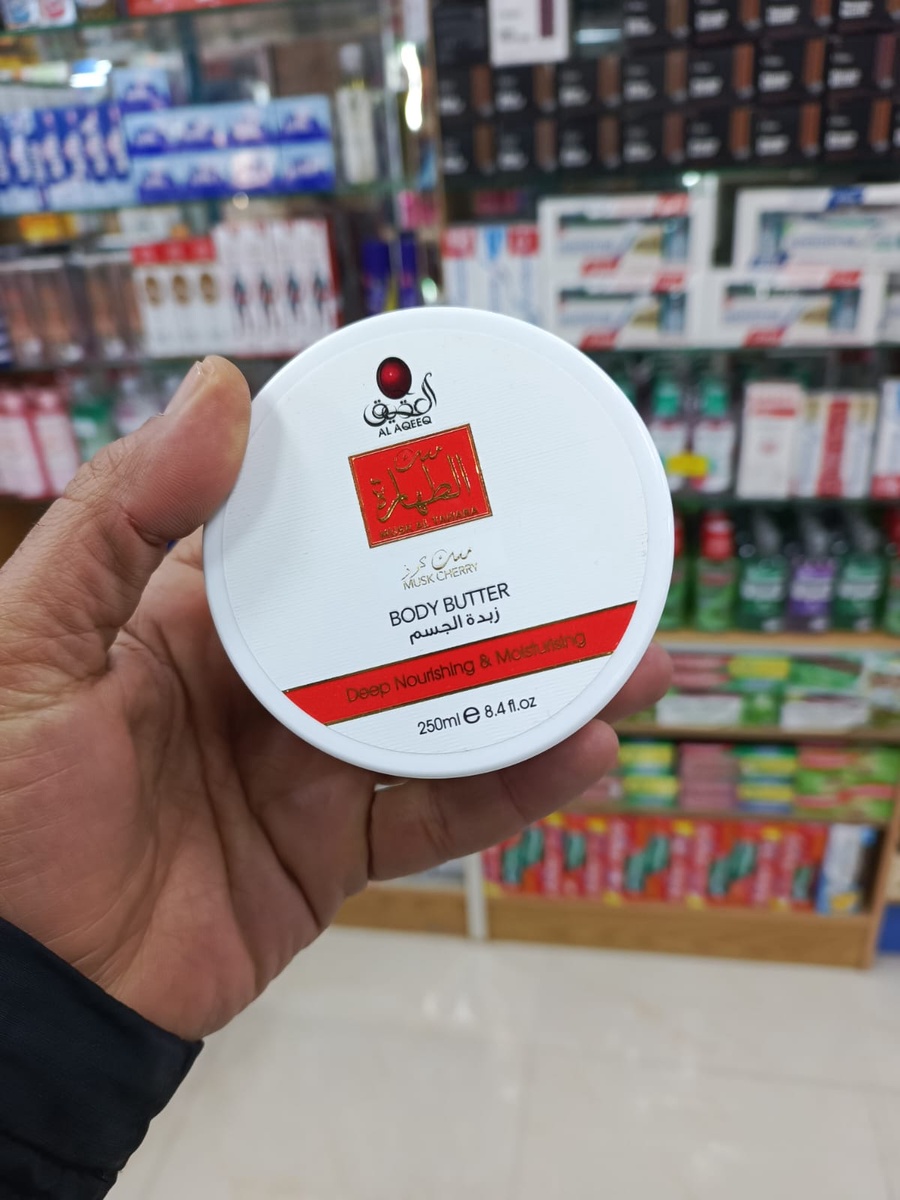 العقيق
AL AQEEQ
مسك
الطهارة
MUSK AL TAHARA
مسك كرز
MUSK CHERRY
BODY BUTTER
زبدة الجسم
Deep Nourishing & Moisturising
250ml e 8.4 fl.oz